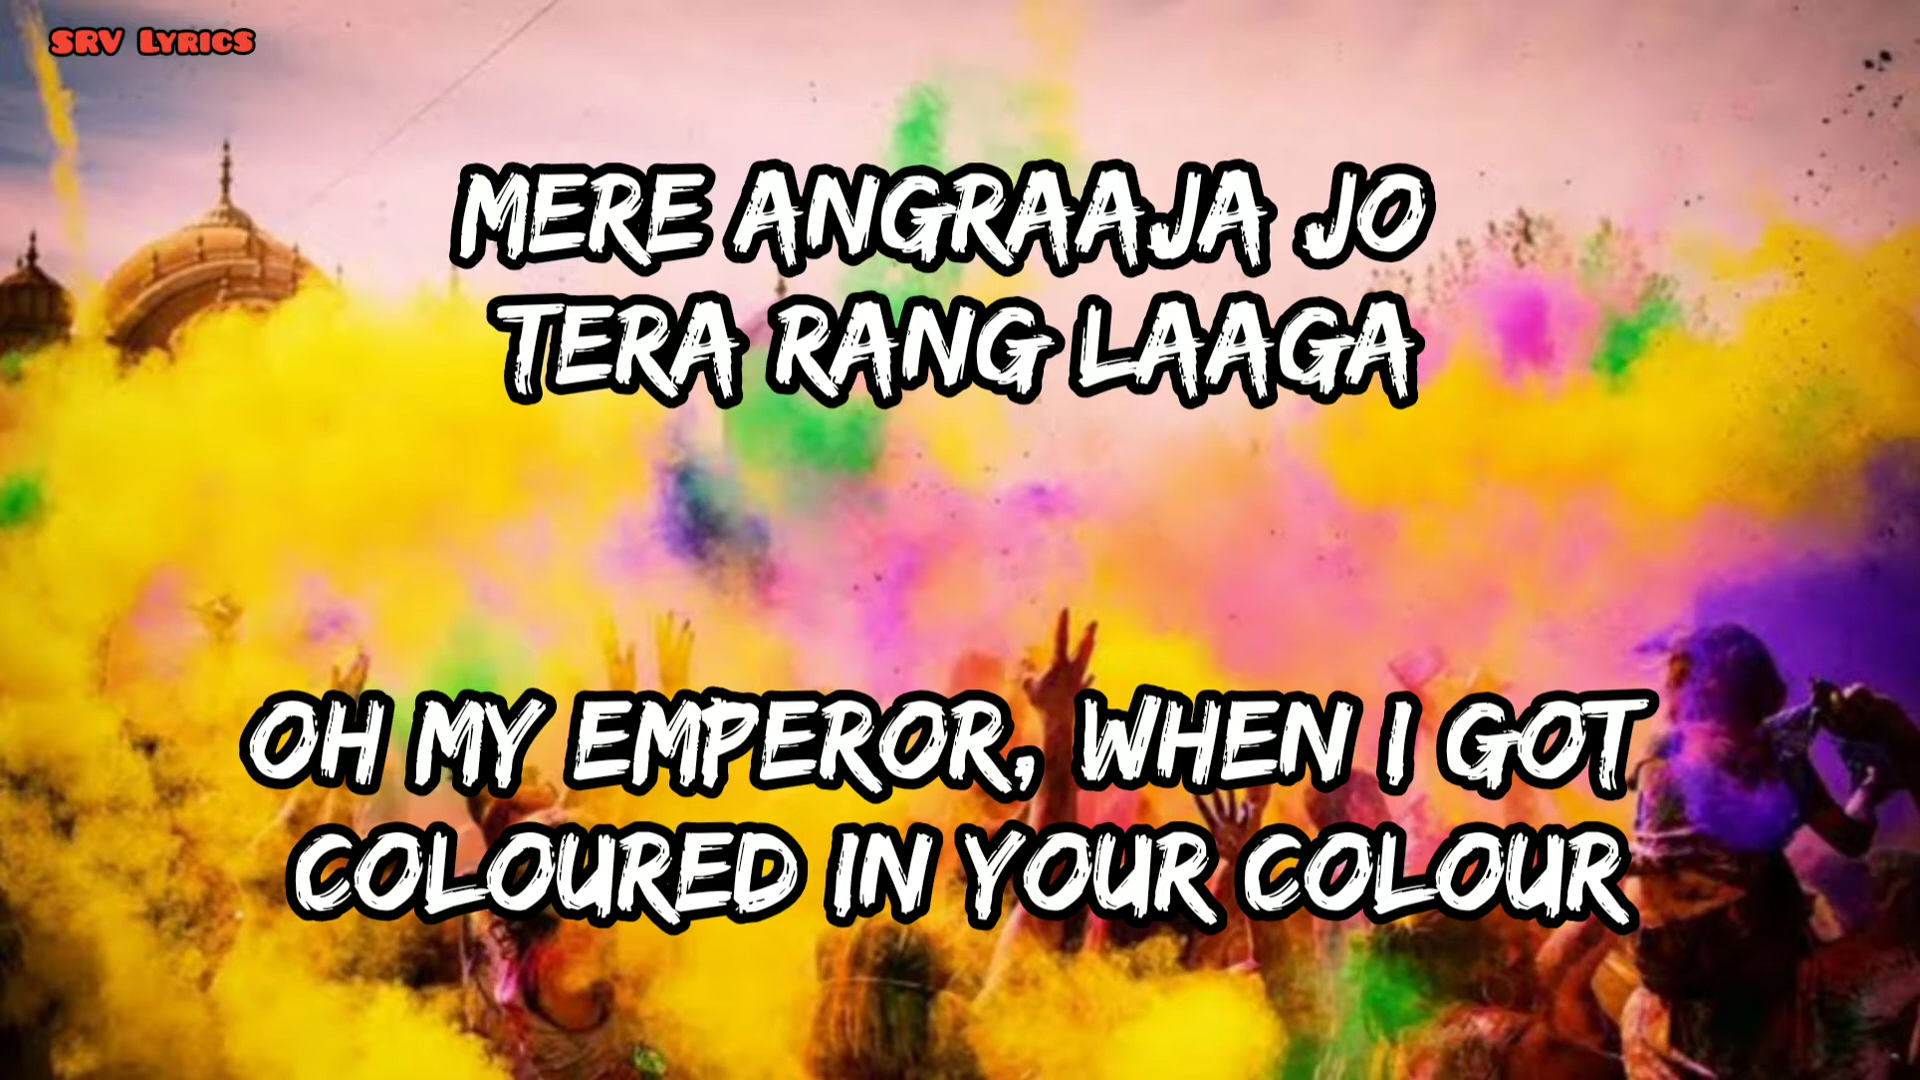 SRV Lyrics
MERE ANGRAAJA JO
TERA RANG LAAGA
OH MY EMPEROR, WHEN I GOT
COLOURED IN YOUR COLOUR